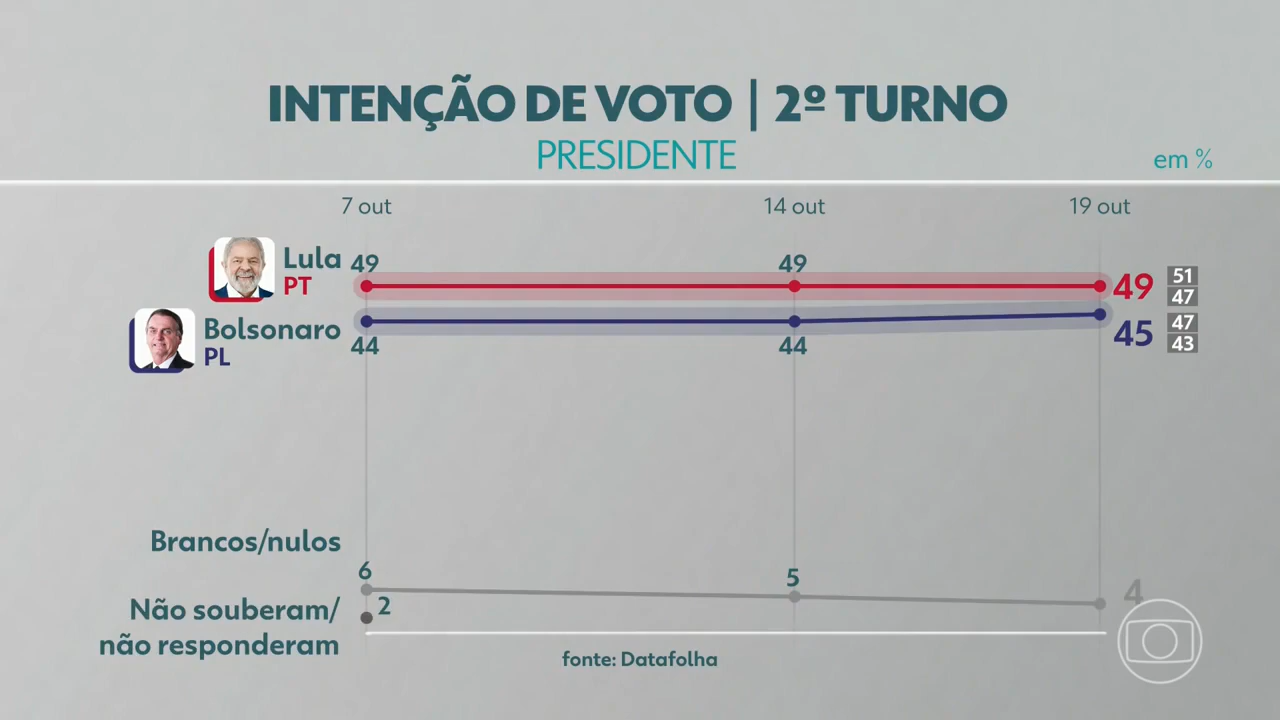 INTENÇÃO DE VOTO | 2º TURNO
PRESIDENTE
em %
7 out
14 out
19 out
Lula
PT
49
49
49
51
47
Bolsonaro
PL
44
44
45
47
43
Brancos/nulos
6
5
4
Não souberam/
não responderam
2
fonte: Datafolha